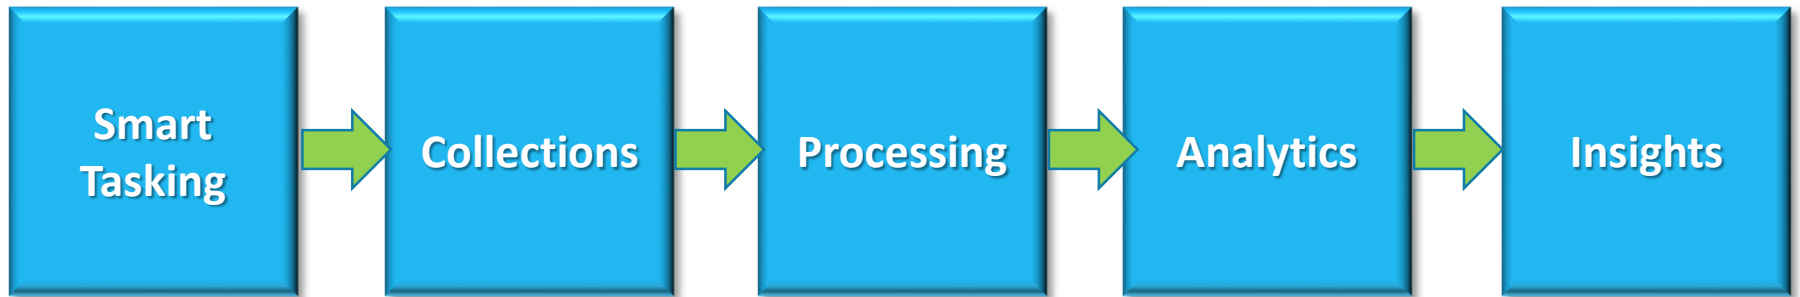 Smart
Tasking
Collections
Processing
Analytics
Insights